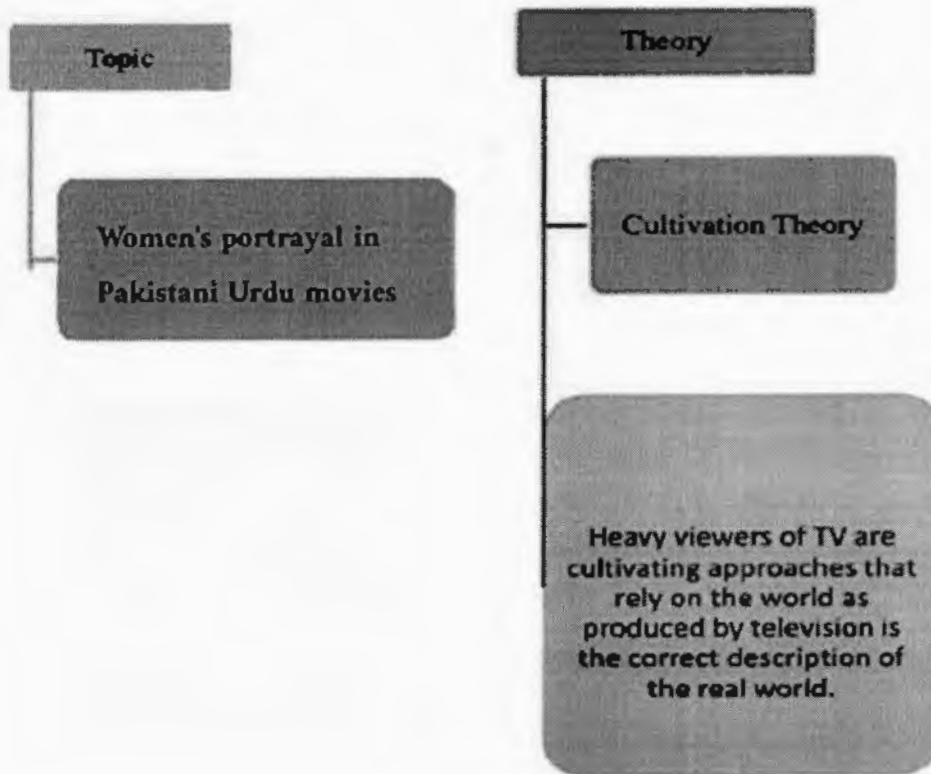 Topic
Women's portrayal in
Pakistani Urdu movies
Theory
Cultivation Theory
Heavy viewers of TV are
cultivating approaches that
rely on the world as
produced by television is
the correct description of
the real world.